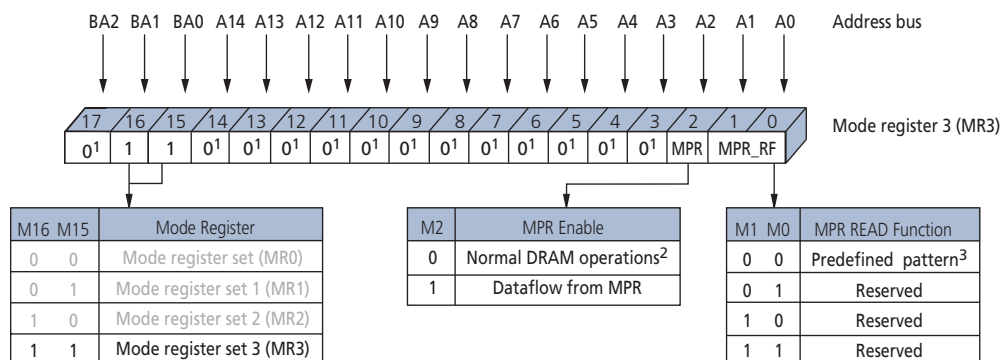 BA2 BA1 BA0 A14 A13 A12 A11 A10 A9 A8 A7 A6 A5 A4 A3 A2 A1 A0 Address bus
17 16 15 14 13 12 11 10 9 8 7 6 5 4 3 2 1 0 Mode register 3 (MR3)
0¹ 1 1 0¹ 0¹ 0¹ 0¹ 0¹ 0¹ 0¹ 0¹ 0¹ 0¹ 0¹ 0¹ MPR MPR_RF
M16 M15 Mode Register
0 0 Mode register set (MR0)
0 1 Mode register set 1 (MR1)
1 0 Mode register set 2 (MR2)
1 1 Mode register set 3 (MR3)
M2 MPR Enable
0 Normal DRAM operations²
1 Dataflow from MPR
M1 M0 MPR READ Function
0 0 Predefined pattern³
0 1 Reserved
1 0 Reserved
1 1 Reserved